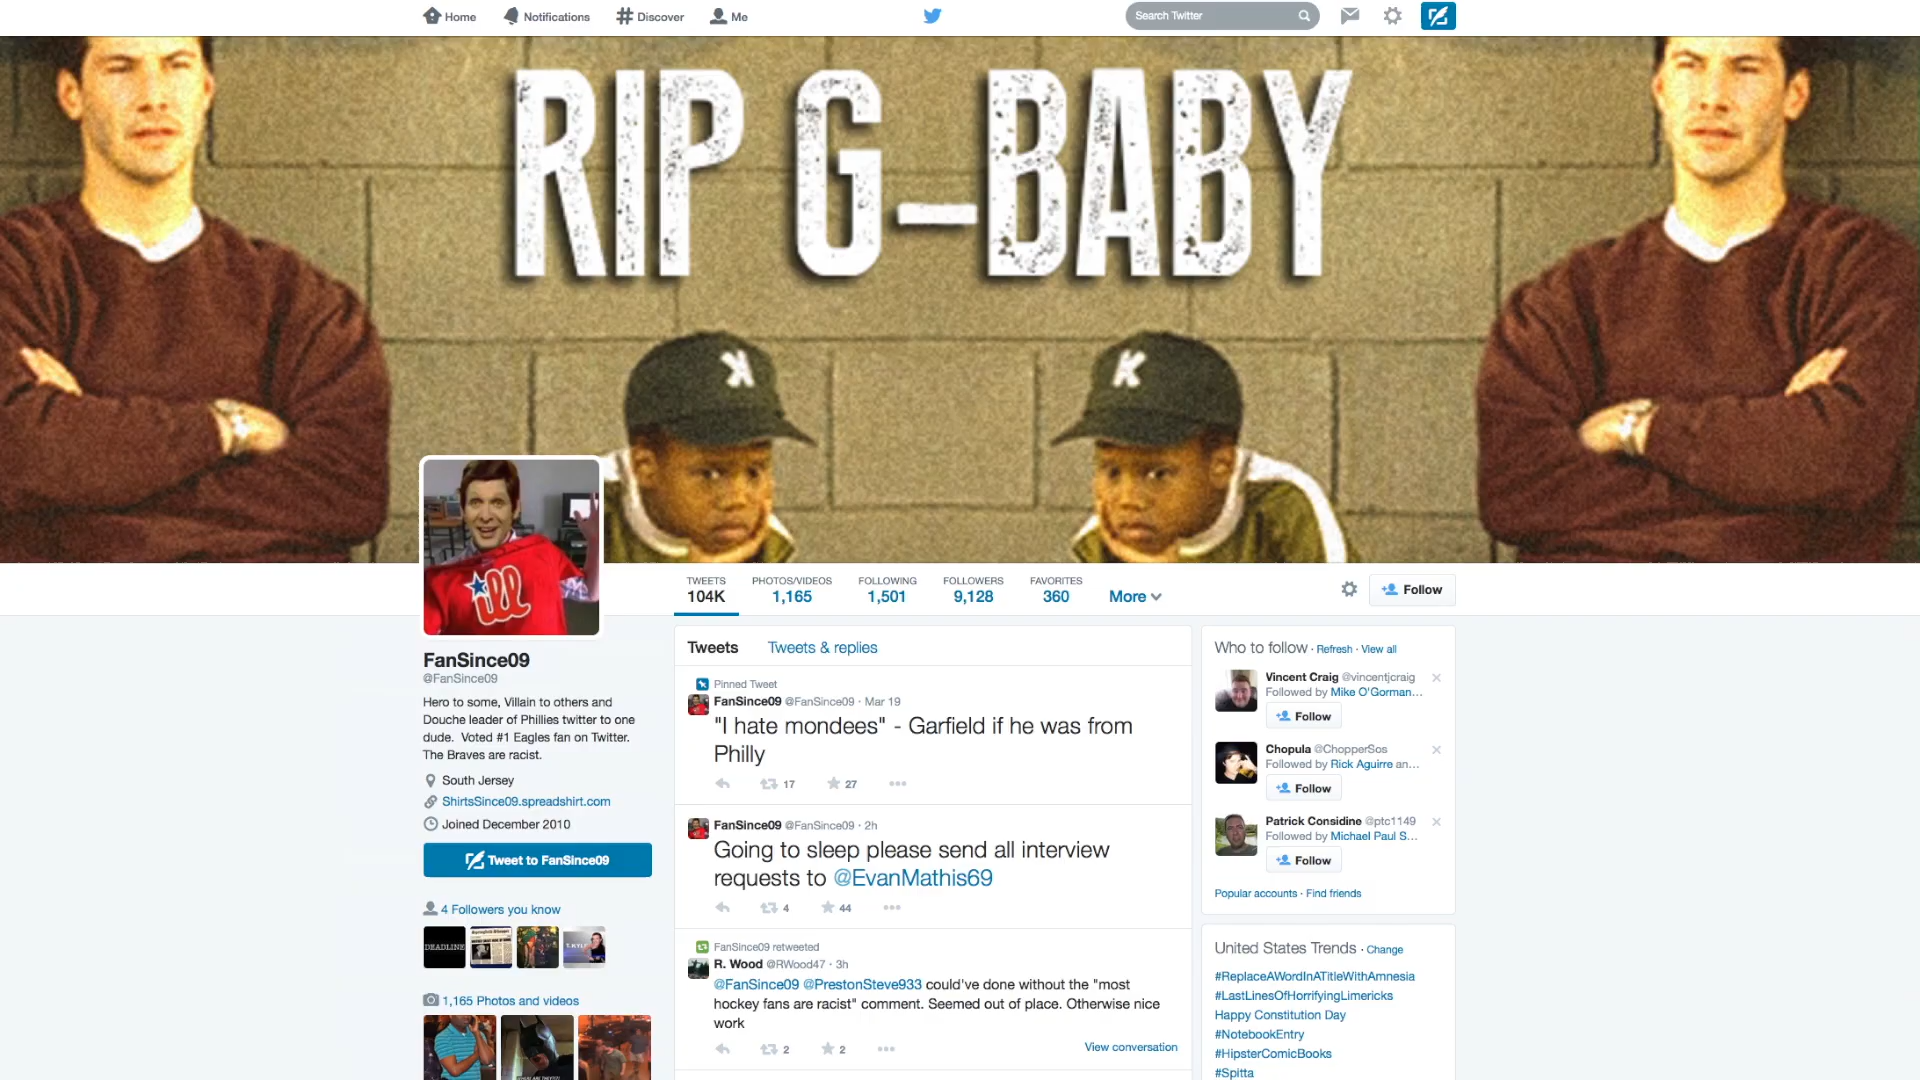 Home Notifications Discover Me Search Twitter
RIP G-BABY
K K
ill
TWEETS PHOTOS/VIDEOS FOLLOWING FOLLOWERS FAVORITES
104K 1,165 1,501 9,128 360 More
Follow
FanSince09
@FanSince09
Hero to some, Villain to others and
Douche leader of Phillies twitter to one
dude. Voted #1 Eagles fan on Twitter.
The Braves are racist.
South Jersey
ShirtsSince09.spreadshirt.com
Joined December 2010
Tweet to FanSince09
4 Followers you know
DEADLINE
1,165 Photos and videos
Tweets Tweets & replies
Pinned Tweet
FanSince09 @FanSince09 · Mar 19
"I hate mondees" - Garfield if he was from
Philly
17 27
FanSince09 @FanSince09 · 2h
Going to sleep please send all interview
requests to @EvanMathis69
4 44
FanSince09 retweeted
R. Wood @RWood47 · 3h
@FanSince09 @PrestonSteve933 could've done without the "most
hockey fans are racist" comment. Seemed out of place. Otherwise nice
work
2 2
View conversation
Who to follow · Refresh · View all
Vincent Craig @vincentjcraig
Followed by Mike O'Gorman...
Follow
Chopula @ChopperSos
Followed by Rick Aguirre an...
Follow
Patrick Considine @ptc1149
Followed by Michael Paul S...
Follow
Popular accounts · Find friends
United States Trends · Change
#ReplaceAWordInATitleWithAmnesia
#LastLinesOfHorrifyingLimericks
Happy Constitution Day
#NotebookEntry
#HipsterComicBooks
#Spitta